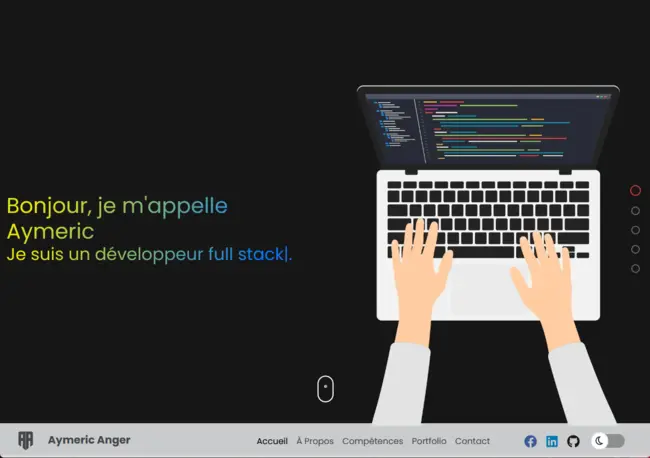 Bonjour, je m'appelle
Aymeric
Je suis un développeur full stack|.
Aymeric Anger
Accueil À Propos Compétences Portfolio Contact